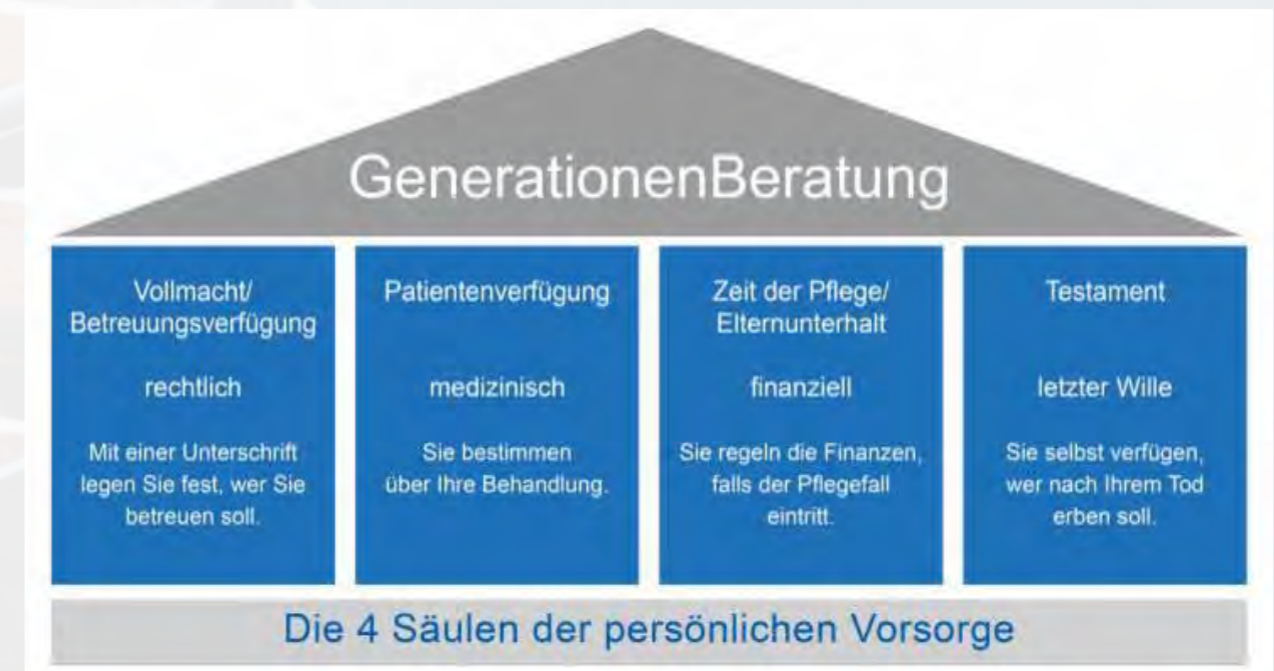 GenerationenBeratung
Vollmacht/
Betreuungsverfügung
rechtlich
Mit einer Unterschrift
legen Sie fest, wer Sie
betreuen soll.
Patientenverfügung
medizinisch
Sie bestimmen
über Ihre Behandlung.
Zeit der Pflege/
Elternunterhalt
finanziell
Sie regeln die Finanzen,
falls der Pflegefall
eintritt.
Testament
letzter Wille
Sie selbst verfügen,
wer nach Ihrem Tod
erben soll.
Die 4 Säulen der persönlichen Vorsorge